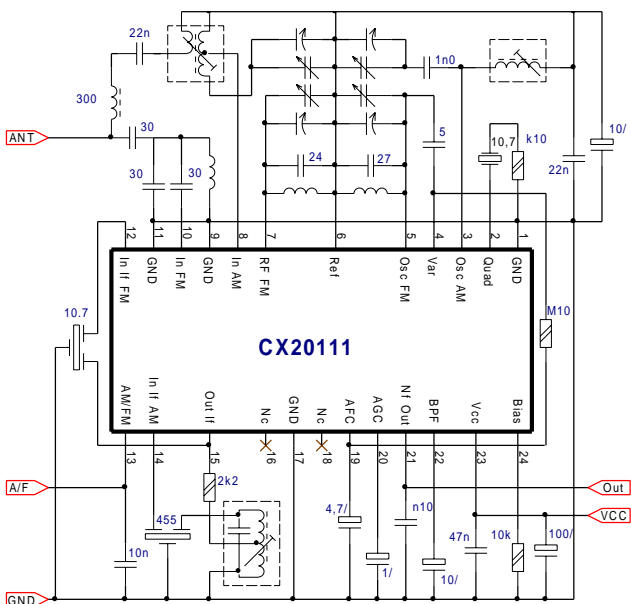 22n
1n0
300
10/
ANT
30
5
10,7
k10
24
27
22n
30
30
12
11
10
9
8
7
6
5
4
3
2
1
In If FM
GND
In FM
GND
In AM
RF FM
Ref
Osc FM
Var
Osc AM
Quad
GND
10.7
M10
CX20111
AM/FM
In If AM
Out If
Nc
GND
Nc
AFC
AGC
Nf Out
BPF
Vcc
Bias
13
14
15
16
17
18
19
20
21
22
23
24
A/F
2k2
Out
455
4,7/
n10
VCC
10n
47n
10k
100/
1/
10/
GND